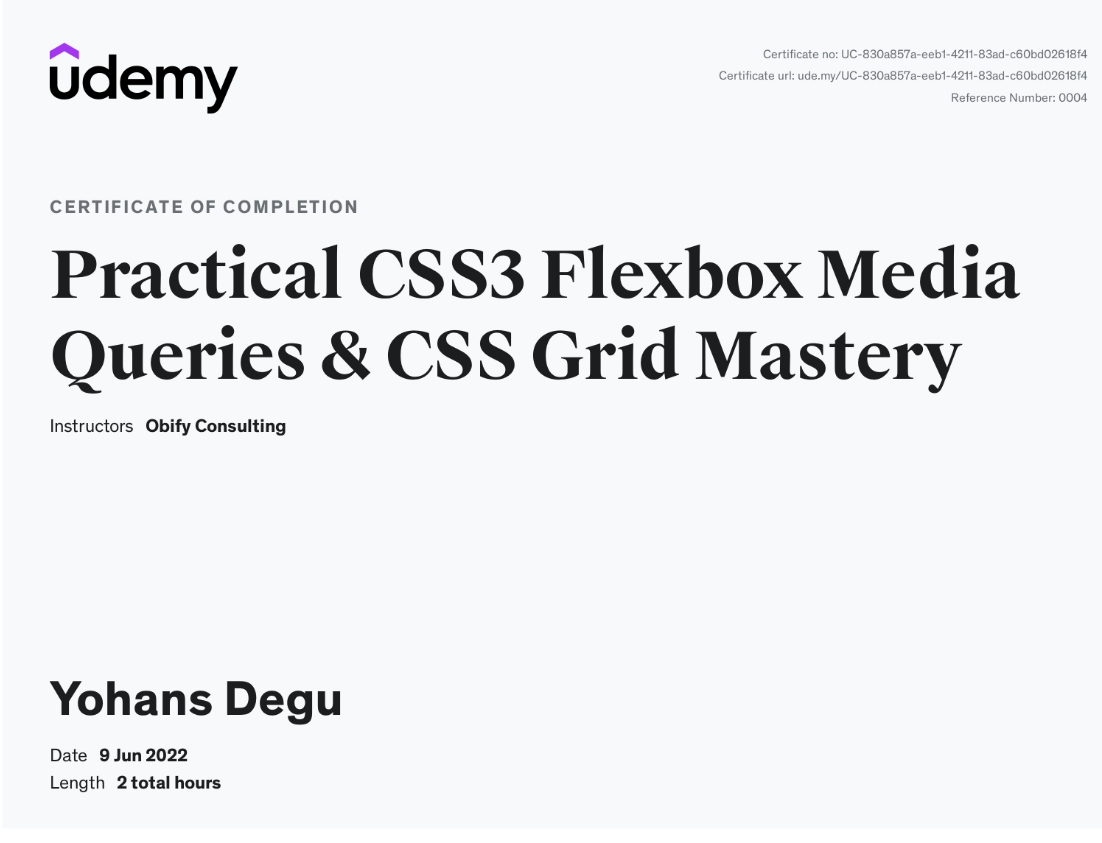 udemy
Certificate no: UC-830a857a-eeb1-4211-83ad-c60bd02618f4
Certificate url: ude.my/UC-830a857a-eeb1-4211-83ad-c60bd02618f4
Reference Number: 0004
CERTIFICATE OF COMPLETION
Practical CSS3 Flexbox Media
Queries & CSS Grid Mastery
Instructors Obify Consulting
Yohans Degu
Date 9 Jun 2022
Length 2 total hours